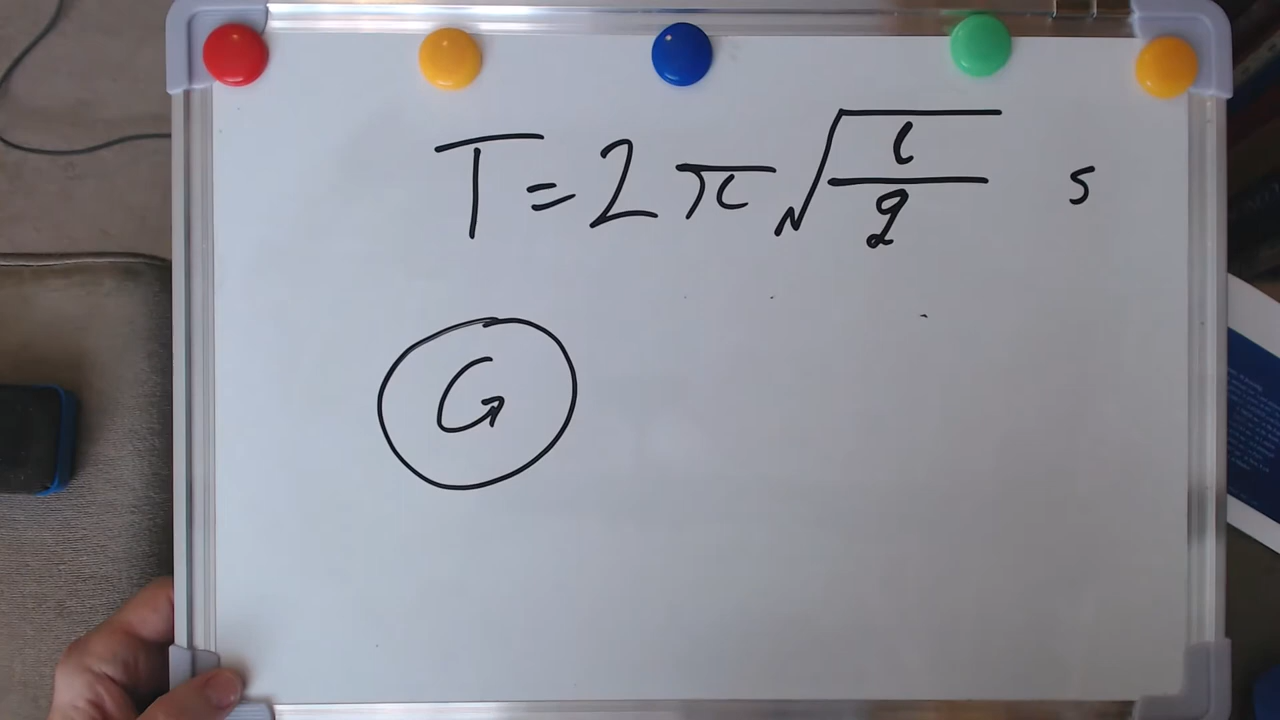 T = 2π√(l/g) s
G